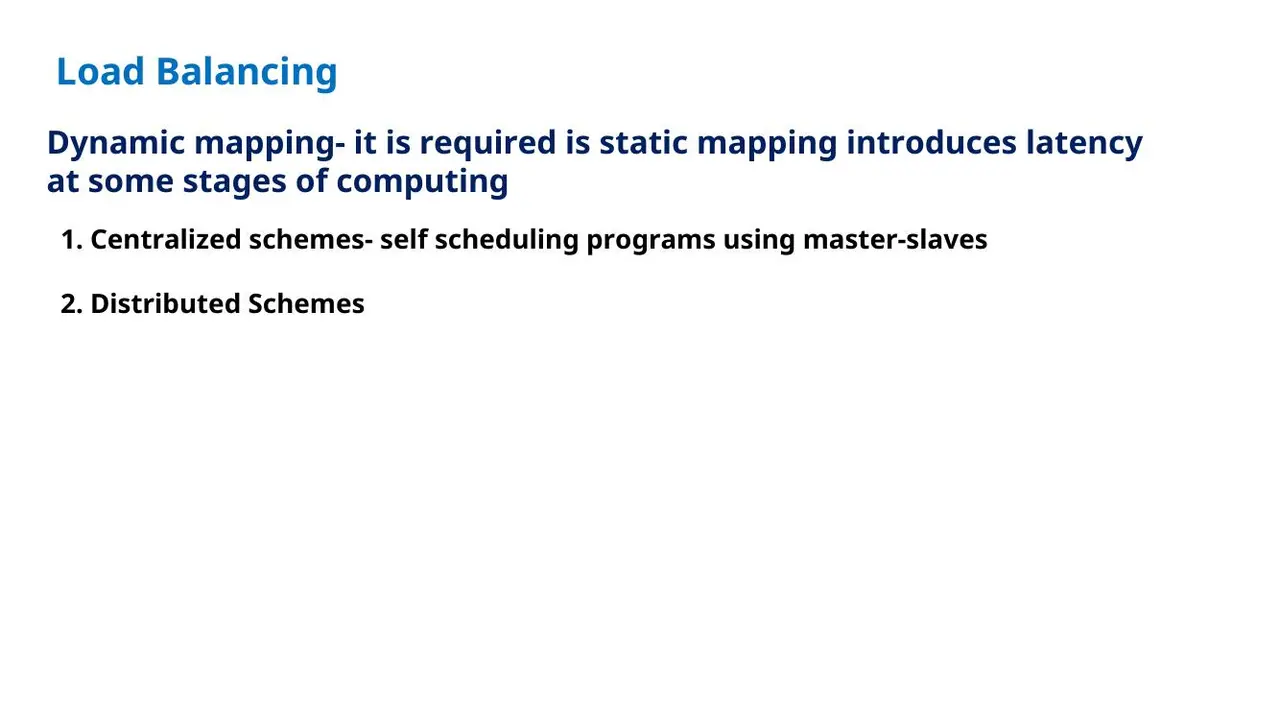 Load Balancing
Dynamic mapping- it is required is static mapping introduces latency
at some stages of computing
1. Centralized schemes- self scheduling programs using master-slaves
2. Distributed Schemes